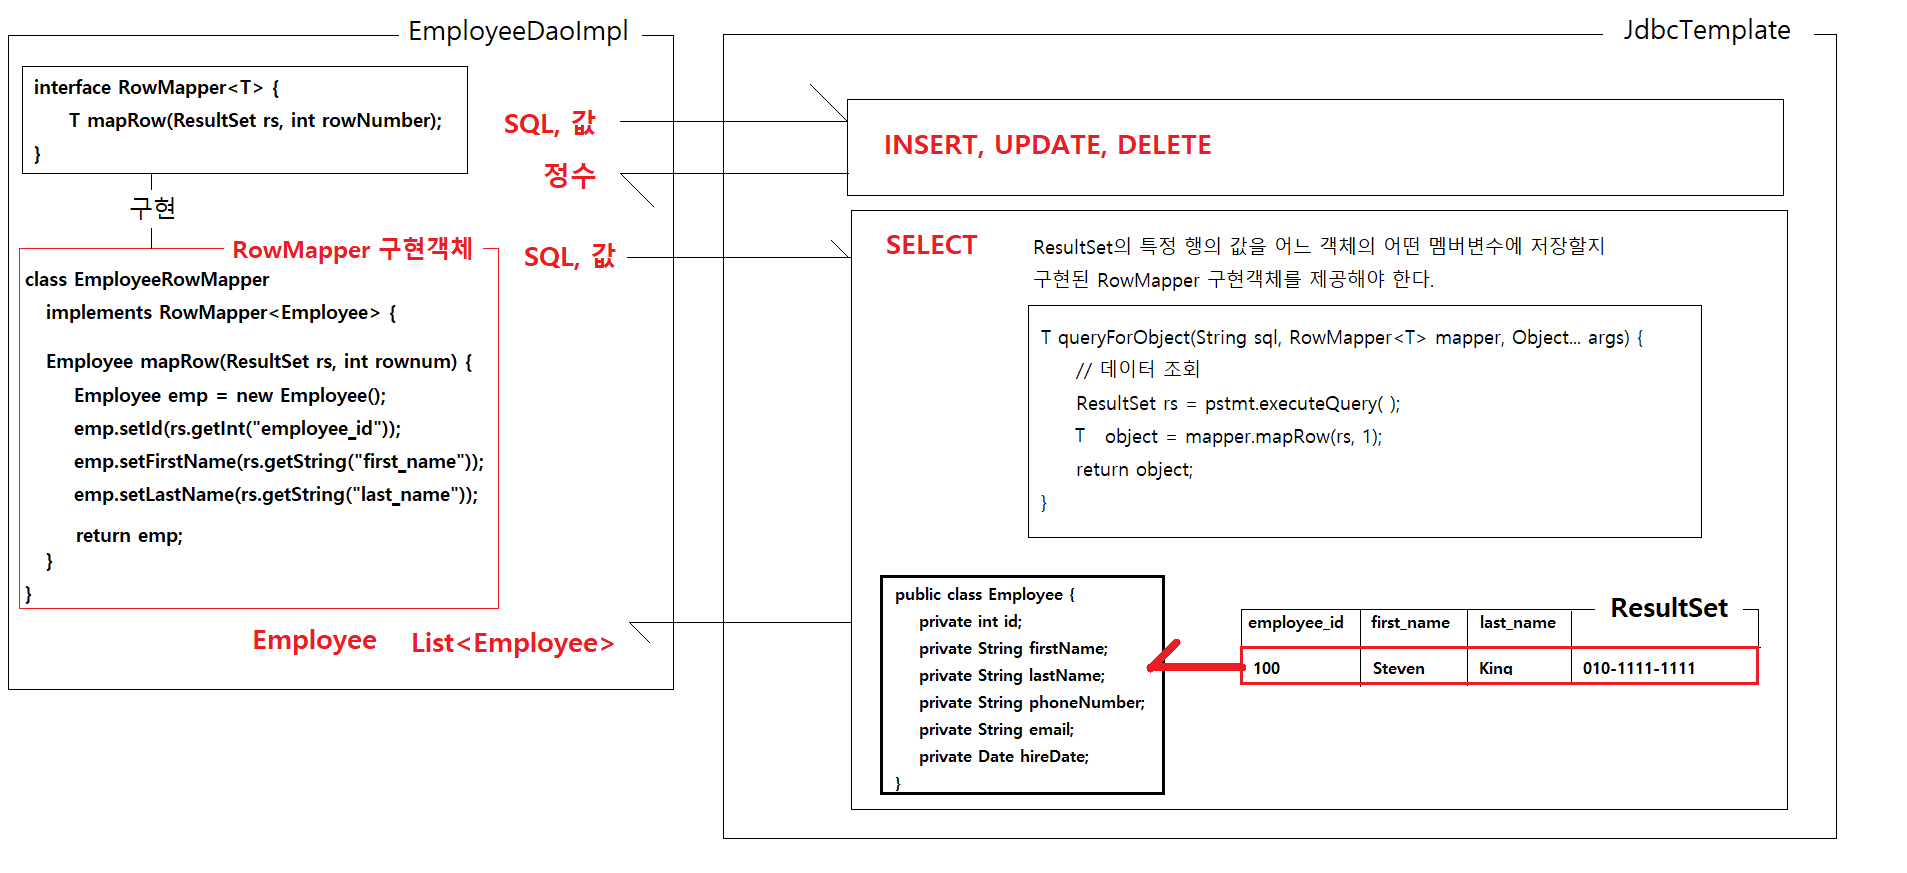 EmployeeDaoImpl
interface RowMapper<T> {
T mapRow(ResultSet rs, int rowNumber);
}
구현
RowMapper 구현객체
class EmployeeRowMapper
implements RowMapper<Employee> {
Employee mapRow(ResultSet rs, int rownum) {
Employee emp = new Employee();
emp.setId(rs.getInt("employee_id"));
emp.setFirstName(rs.getString("first_name"));
emp.setLastName(rs.getString("last_name"));
return emp;
}
}
Employee List<Employee>
SQL, 값
정수
SQL, 값
JdbcTemplate
INSERT, UPDATE, DELETE
SELECT
ResultSet의 특정 행의 값을 어느 객체의 어떤 멤버변수에 저장할지
구현된 RowMapper 구현객체를 제공해야 한다.
T queryForObject(String sql, RowMapper<T> mapper, Object... args) {
// 데이터 조회
ResultSet rs = pstmt.executeQuery( );
T object = mapper.mapRow(rs, 1);
return object;
}
public class Employee {
private int id;
private String firstName;
private String lastName;
private String phoneNumber;
private String email;
private Date hireDate;
}
ResultSet
employee_id first_name last_name
100 Steven King 010-1111-1111